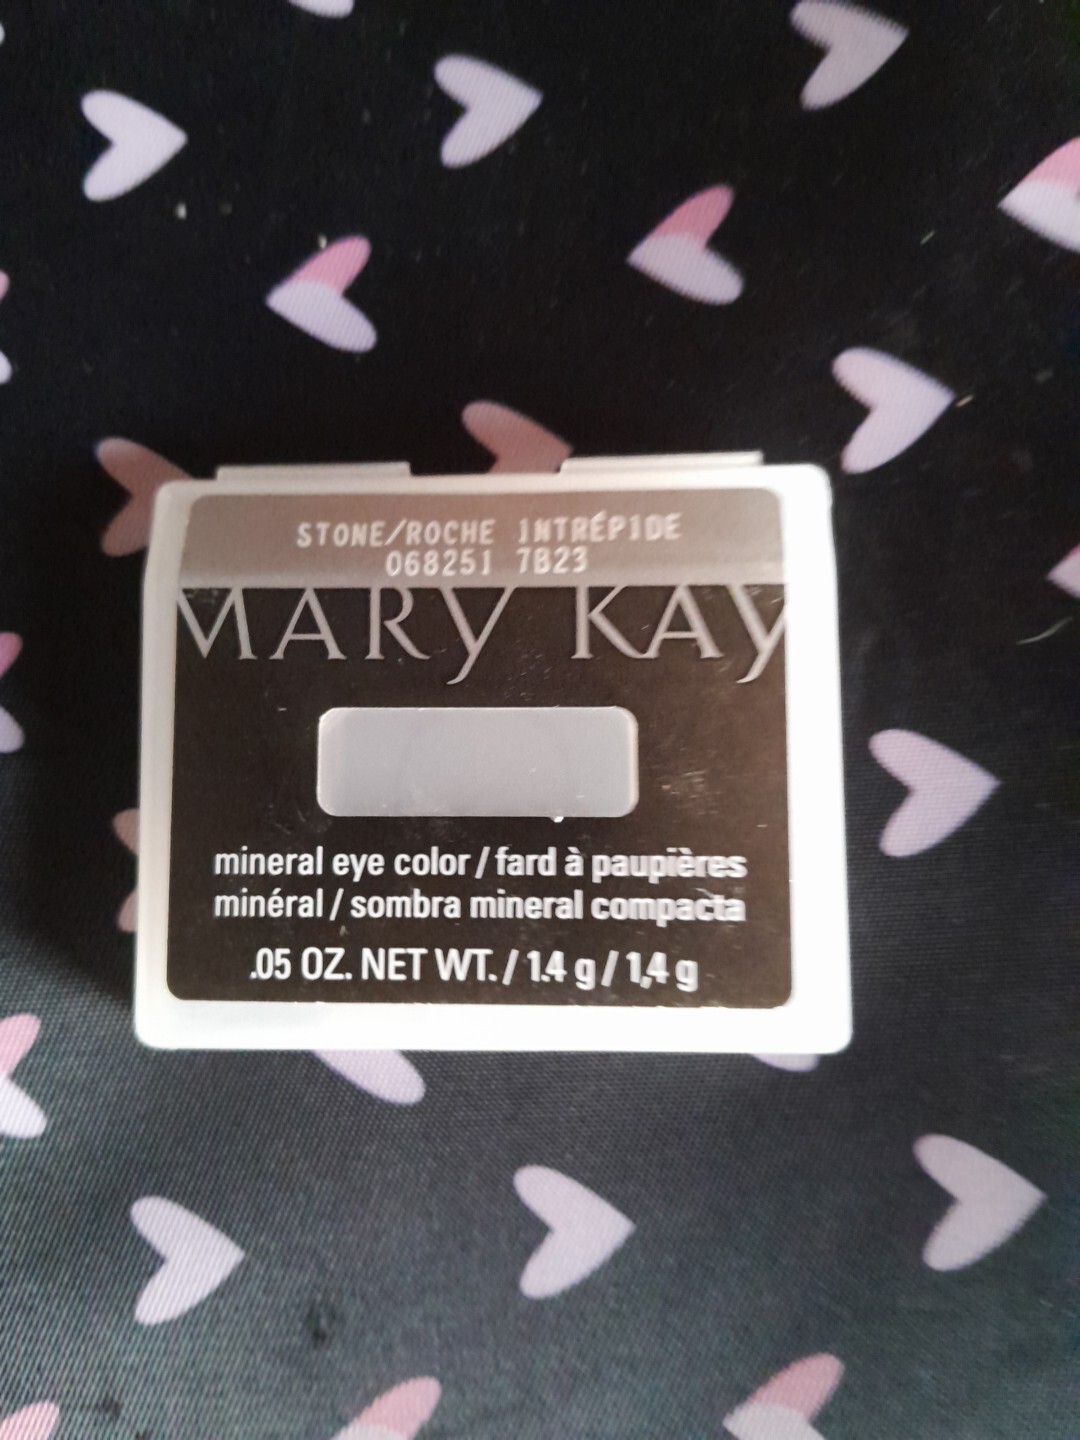 STONE/ROCHE INTRÉPIDE
068251 7B23
MARY KAY
mineral eye color / fard à paupières
minéral / sombra mineral compacta
.05 OZ. NET WT. / 1.4 g / 1,4 g